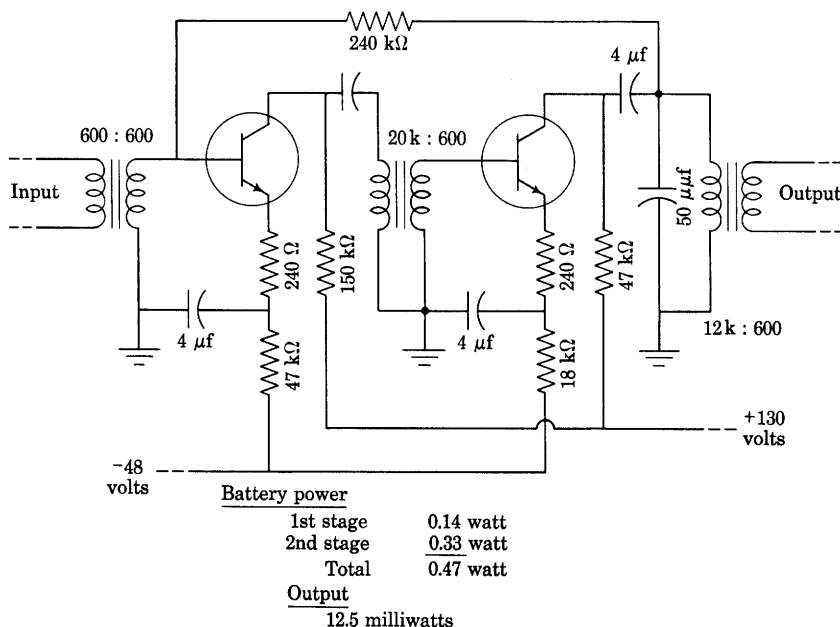 240 kΩ
4 μf
600 : 600
20 k : 600
Input
50 μμf
Output
240 Ω
150 kΩ
240 Ω
47 kΩ
4 μf
4 μf
12 k : 600
47 kΩ
18 kΩ
+130
volts
−48
volts
Battery power
1st stage 0.14 watt
2nd stage 0.33 watt
Total 0.47 watt
Output
12.5 milliwatts